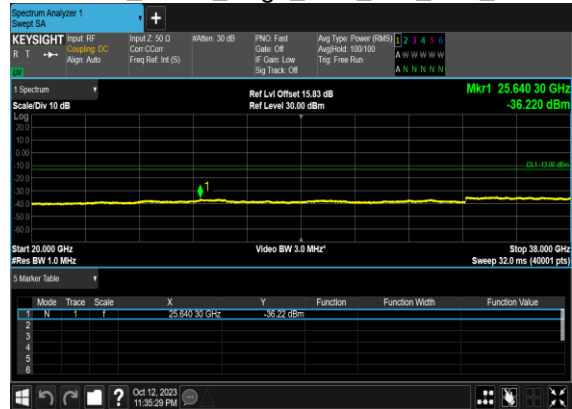 Spectrum Analyzer 1
Swept SA
+
KEYSIGHT Input: RF Input Z: 50 Ω #Atten: 30 dB PNO: Fast Avg Type: Power (RMS) 1 2 3 4 5 6
R T Coupling: DC Corr CCorr Gate: Off Avg|Hold: 100/100 A W W W W W
Align: Auto Freq Ref: Int (S) IF Gain: Low Trig: Free Run
Sig Track: Off A N N N N N
1 Spectrum Ref Lvl Offset 15.83 dB Mkr1 25.640 30 GHz
Scale/Div 10 dB Ref Level 30.00 dBm -36.220 dBm
Log
20.0
10.0
0.00
-10.0 DL1 -13.00 dBm
-20.0
-30.0 1
-40.0
-50.0
-60.0
Start 20.000 GHz Video BW 3.0 MHz* Stop 38.000 GHz
#Res BW 1.0 MHz Sweep 32.0 ms (40001 pts)
5 Marker Table
Mode Trace Scale X Y Function Function Width Function Value
1 N 1 f 25.640 30 GHz -36.22 dBm
2
3
4
5
6
? Oct 12, 2023
11:35:29 PM